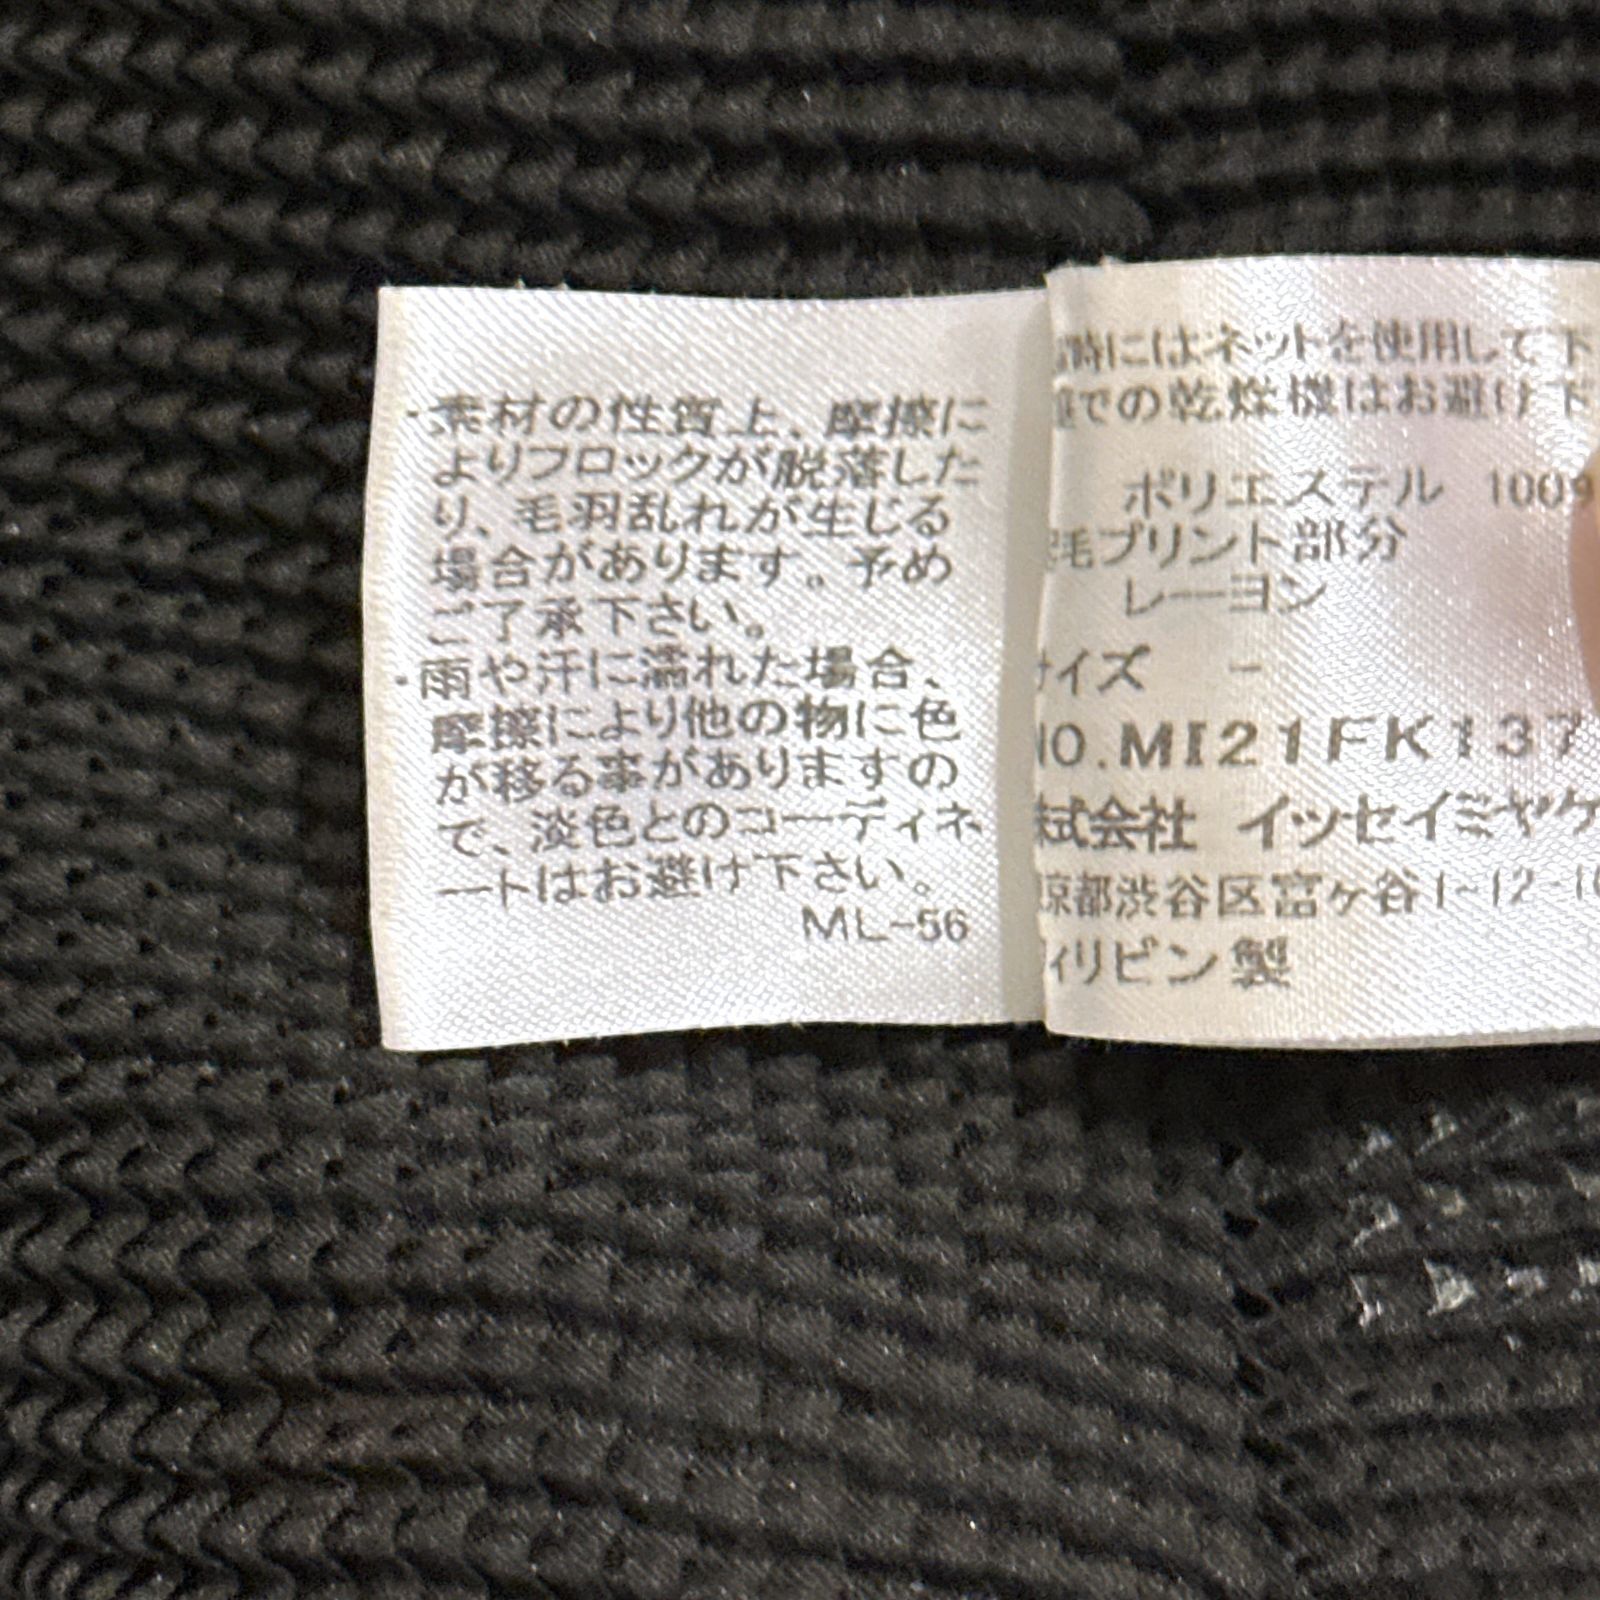 ・素材の性質上、摩擦に
よりフロックが脱落した
り、毛羽乱れが生じる
場合があります。予め
ご了承下さい。
・雨や汗に濡れた場合、
摩擦により他の物に色
が移る事がありますの
で、淡色とのコーディネ
ートはお避け下さい。
ML-56
時にはネットを使用して下
での乾燥機はお避け下
ポリエステル 100%
毛プリント部分
レーヨン
サイズ －
NO.MI21FK137
株式会社 イッセイミヤケ
京都渋谷区富ヶ谷1-12-10
ィリピン製